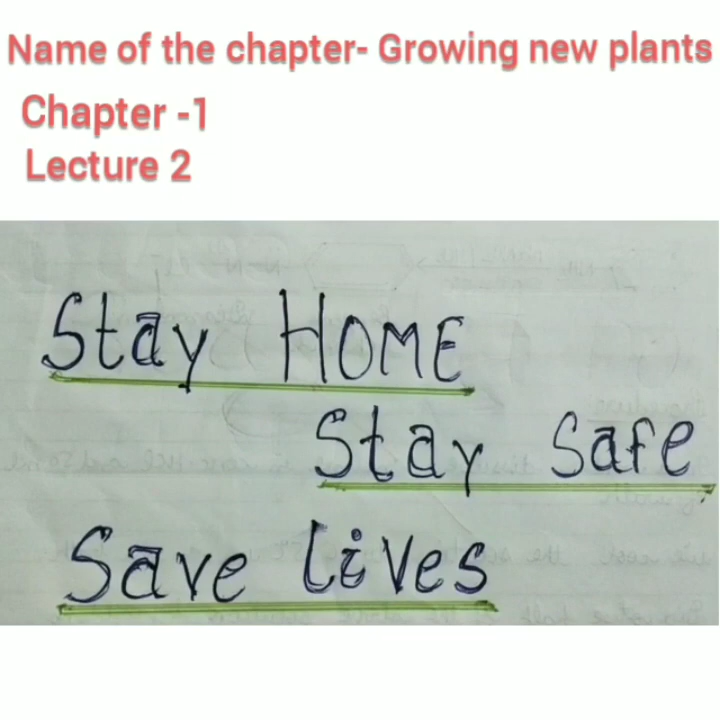 Name of the chapter- Growing new plants
Chapter -1
Lecture 2
Stay HOME
Stay Safe
Save lives